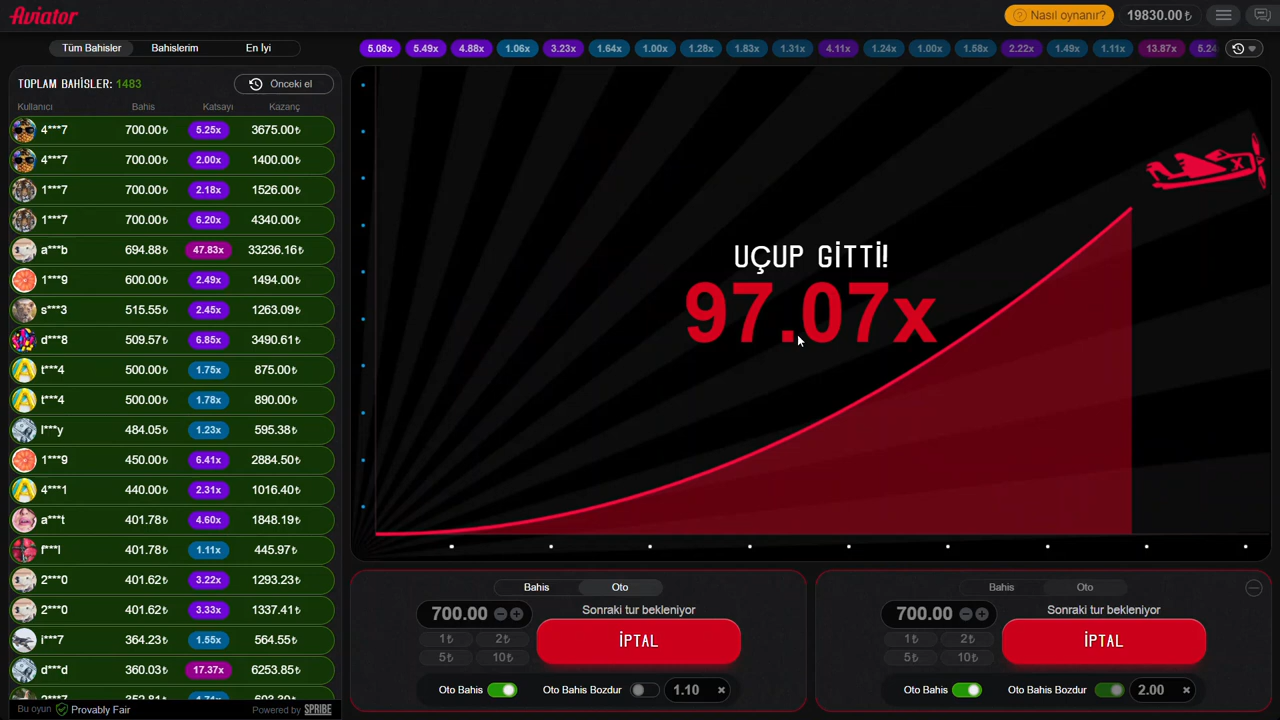 Aviator
Nasıl oynanır?
19830.00₺
Tüm Bahisler Bahislerim En İyi
5.08x 5.49x 4.88x 1.06x 3.23x 1.64x 1.00x 1.28x 1.83x 1.31x 4.11x 1.24x 1.00x 1.58x 2.22x 1.49x 1.11x 13.87x 5.24
TOPLAM BAHİSLER: 1483
Önceki el
Kullanıcı Bahis Katsayı Kazanç
4***7 700.00₺ 5.25x 3675.00₺
4***7 700.00₺ 2.00x 1400.00₺
1***7 700.00₺ 2.18x 1526.00₺
1***7 700.00₺ 6.20x 4340.00₺
a***b 694.88₺ 47.83x 33236.16₺
1***9 600.00₺ 2.49x 1494.00₺
s***3 515.55₺ 2.45x 1263.09₺
d***8 509.57₺ 6.85x 3490.61₺
t***4 500.00₺ 1.75x 875.00₺
t***4 500.00₺ 1.78x 890.00₺
l***y 484.05₺ 1.23x 595.38₺
1***9 450.00₺ 6.41x 2884.50₺
4***1 440.00₺ 2.31x 1016.40₺
a***t 401.78₺ 4.60x 1848.19₺
f***l 401.78₺ 1.11x 445.97₺
2***0 401.62₺ 3.22x 1293.23₺
2***0 401.62₺ 3.33x 1337.41₺
i***7 364.23₺ 1.55x 564.55₺
d***d 360.03₺ 17.37x 6253.85₺
Bu oyun Provably Fair
Powered by SPRIBE
UÇUP GİTTİ!
97.07x
X
Bahis Oto
700.00
1₺ 2₺
5₺ 10₺
Sonraki tur bekleniyor
İPTAL
Oto Bahis Oto Bahis Bozdur 1.10
Bahis Oto
700.00
1₺ 2₺
5₺ 10₺
Sonraki tur bekleniyor
İPTAL
Oto Bahis Oto Bahis Bozdur 2.00